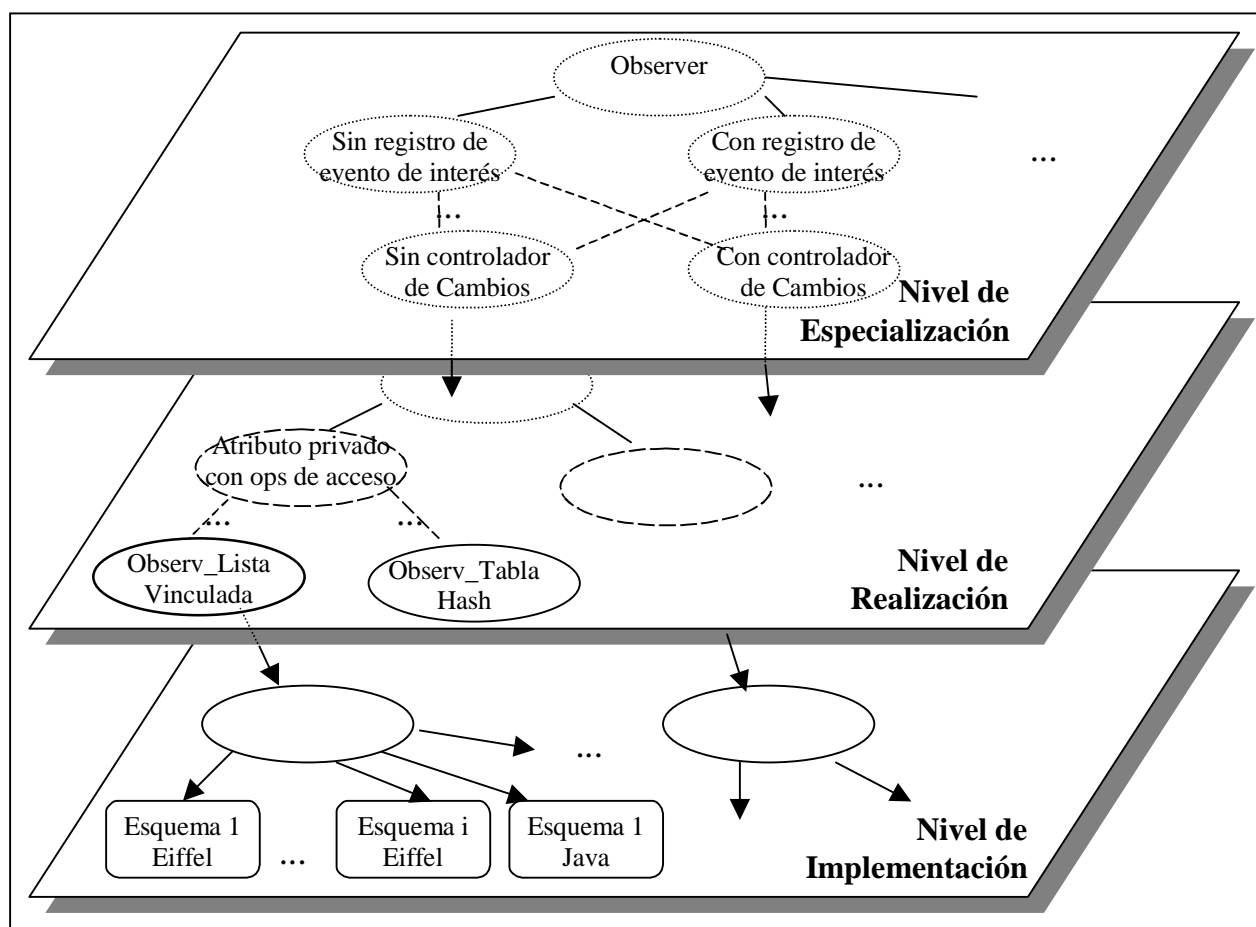 Observer
Sin registro de
evento de interés
Con registro de
evento de interés
...
...
...
Sin controlador
de Cambios
Con controlador
de Cambios
Nivel de
Especialización
Atributo privado
con ops de acceso
...
...
...
Observ_Lista
Vinculada
Observ_Tabla
Hash
Nivel de
Realización
...
Esquema 1
Eiffel
...
Esquema i
Eiffel
Esquema 1
Java
Nivel de
Implementación